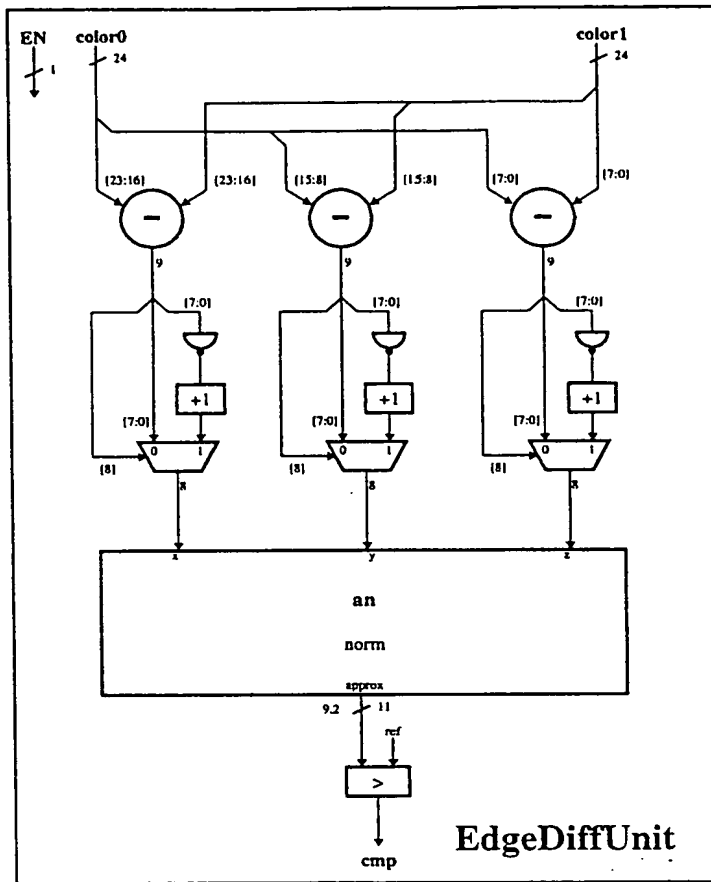 EN color0 color1
1 24 24
[23:16] [23:16] [15:8] [15:8] [7:0] [7:0]
− − −
9 9 9
[7:0] [7:0] [7:0]
+1 +1 +1
[7:0] [7:0] [7:0]
[8] 0 1 [8] 0 1 [8] 0 1
8 8 8
x y z
an
norm
approx
9.2 11
ref
>
cmp
EdgeDiffUnit